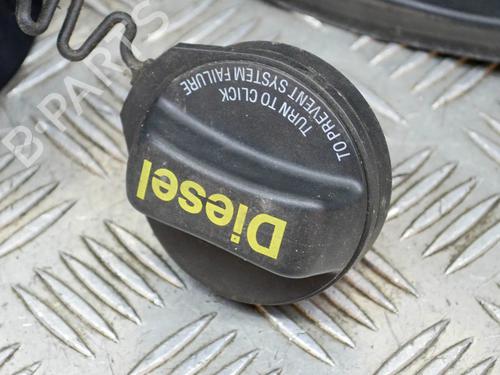 Diesel
TURN TO CLICK
TO PREVENT SYSTEM FAILURE
B-PARTS